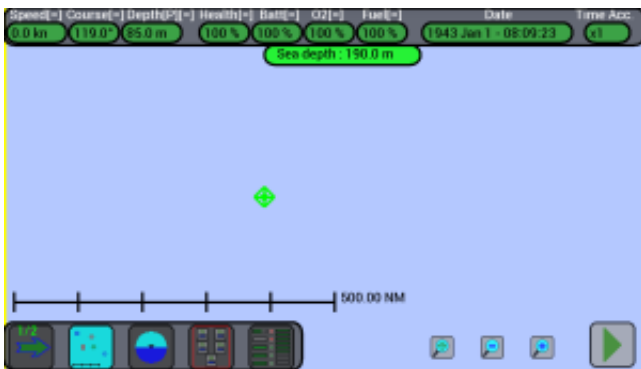 Speed[-] Course[-] Depth[P][-] Health[-] Batt[-] O2[-] Fuel[-] Date Time Acc
0.0 kn 119.0° 85.0 m 100 % 100 % 100 % 100 % 1943 Jan 1 - 08:09:23 x1
Sea depth : 190.0 m
500.00 NM
1/2